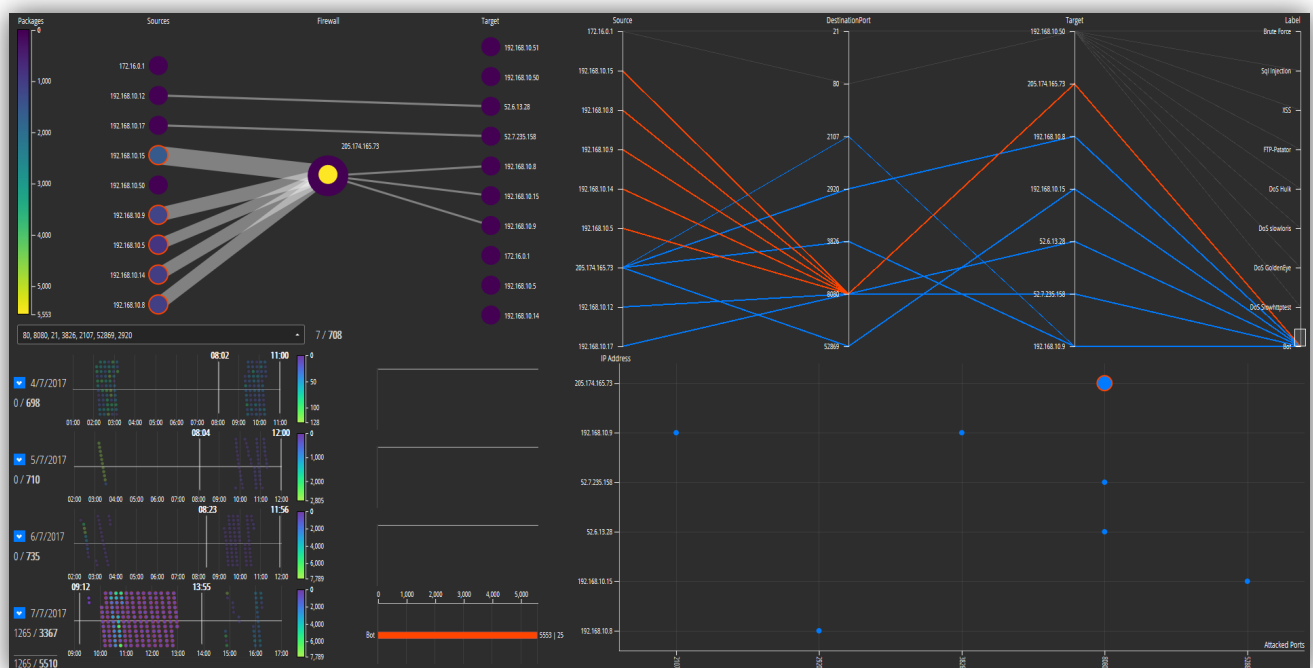 Packages
Sources
Firewall
Target
0
1,000
2,000
3,000
4,000
5,000
5,553
172.16.0.1
192.168.10.12
192.168.10.17
192.168.10.15
192.168.10.50
192.168.10.9
192.168.10.5
192.168.10.14
192.168.10.8
205.174.165.73
192.168.10.51
192.168.10.50
52.6.13.28
52.7.235.158
192.168.10.8
192.168.10.15
192.168.10.9
172.16.0.1
192.168.10.5
192.168.10.14
80, 8080, 21, 3826, 2107, 52869, 2920
7 / 708
Source
DestinationPort
Target
Label
172.16.0.1
192.168.10.15
192.168.10.8
192.168.10.9
192.168.10.14
192.168.10.5
205.174.165.73
192.168.10.12
192.168.10.17
21
80
2107
2920
3826
8080
52869
192.168.10.50
205.174.165.73
192.168.10.8
192.168.10.15
52.6.13.28
52.7.235.158
192.168.10.9
Brute Force
Sql Injection
XSS
FTP-Patator
DoS Hulk
DoS slowloris
DoS GoldenEye
DoS Slowhttptest
Bot
4/7/2017
0 / 698
08:02
11:00
01:00 02:00 03:00 04:00 05:00 06:00 07:00 08:00 09:00 10:00 11:00
0
50
100
128
5/7/2017
0 / 710
08:04
12:00
02:00 03:00 04:00 05:00 06:00 07:00 08:00 09:00 10:00 11:00 12:00
0
1,000
2,000
2,805
6/7/2017
0 / 735
08:23
11:56
02:00 03:00 04:00 05:00 06:00 07:00 08:00 09:00 10:00 11:00 12:00
0
2,000
4,000
6,000
7,789
7/7/2017
1265 / 3367
09:12
13:55
09:00 10:00 11:00 12:00 13:00 14:00 15:00 16:00 17:00
0
2,000
4,000
6,000
7,789
1265 / 5510
0 1,000 2,000 3,000 4,000 5,000
Bot
5553 | 25
IP Address
205.174.165.73
192.168.10.9
52.7.235.158
52.6.13.28
192.168.10.15
192.168.10.8
Attacked Ports